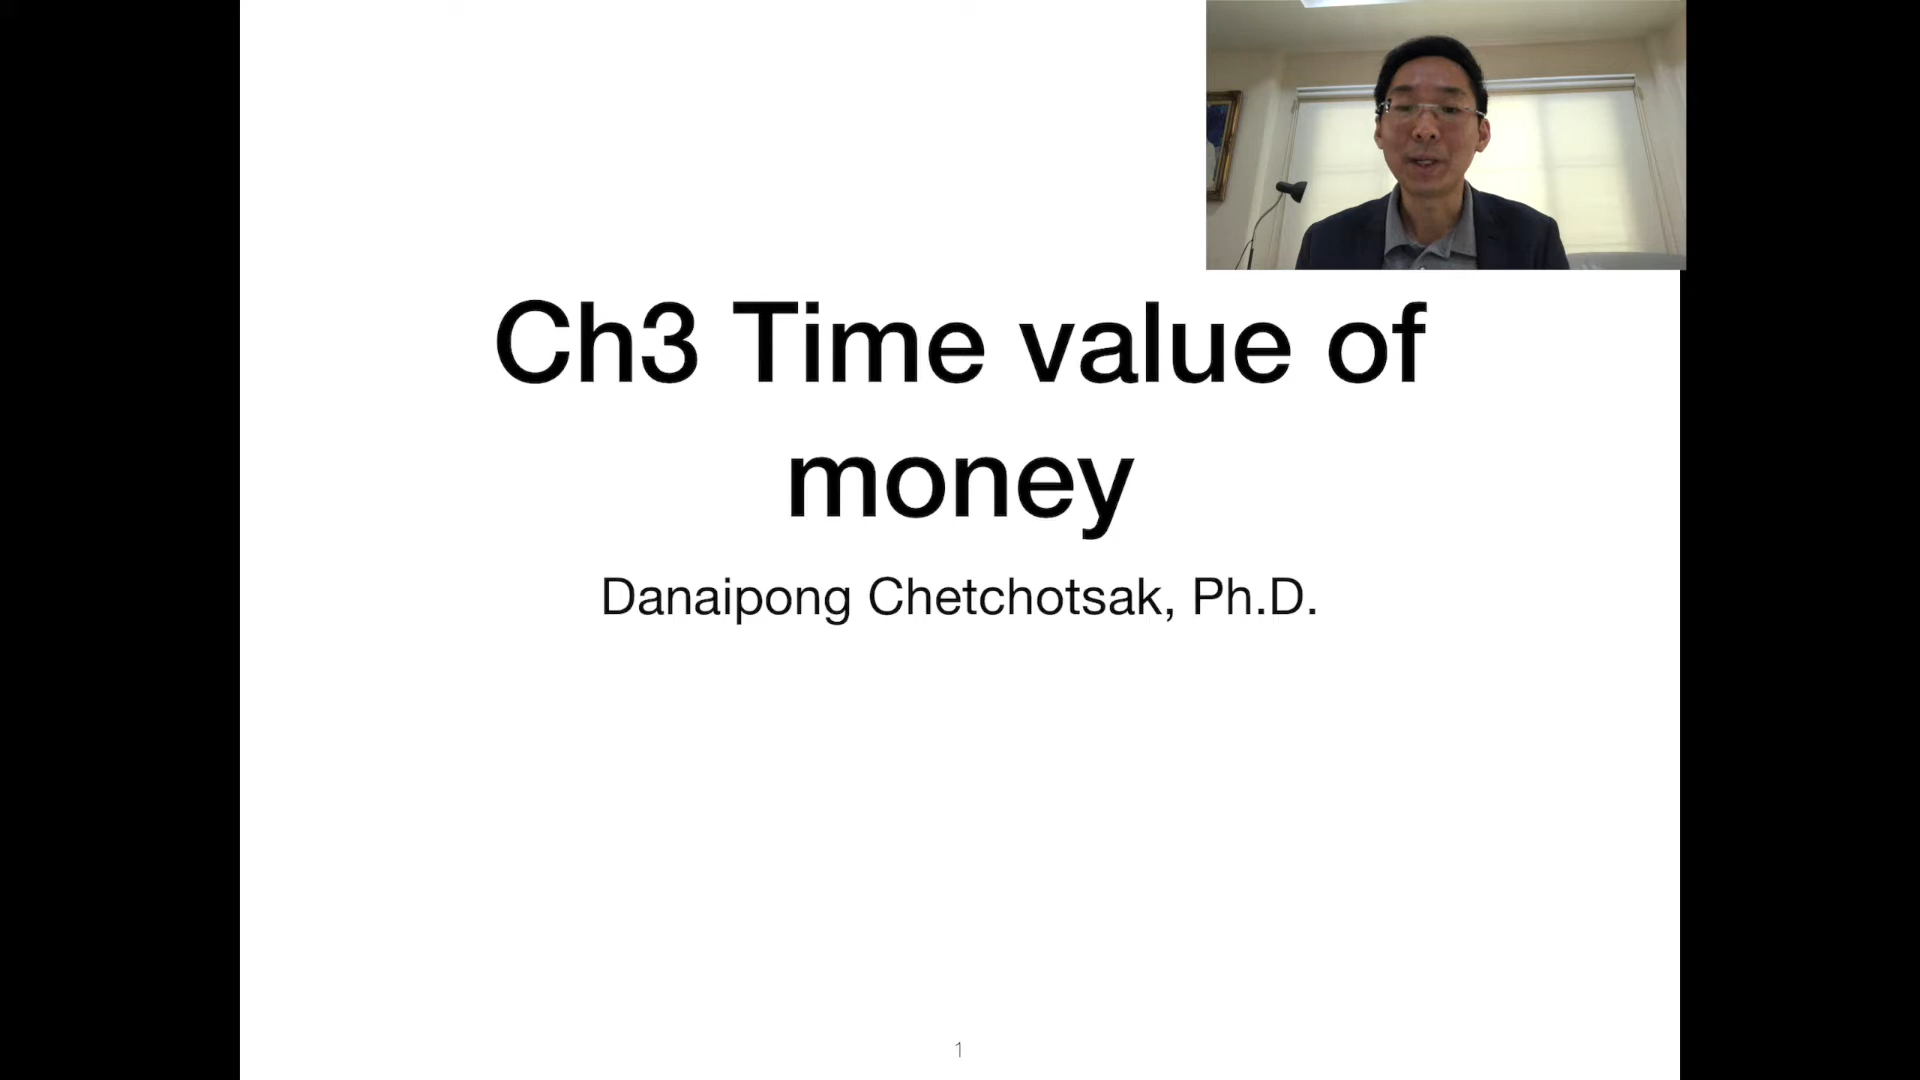 Ch3 Time value of
money
Danaipong Chetchotsak, Ph.D.
1